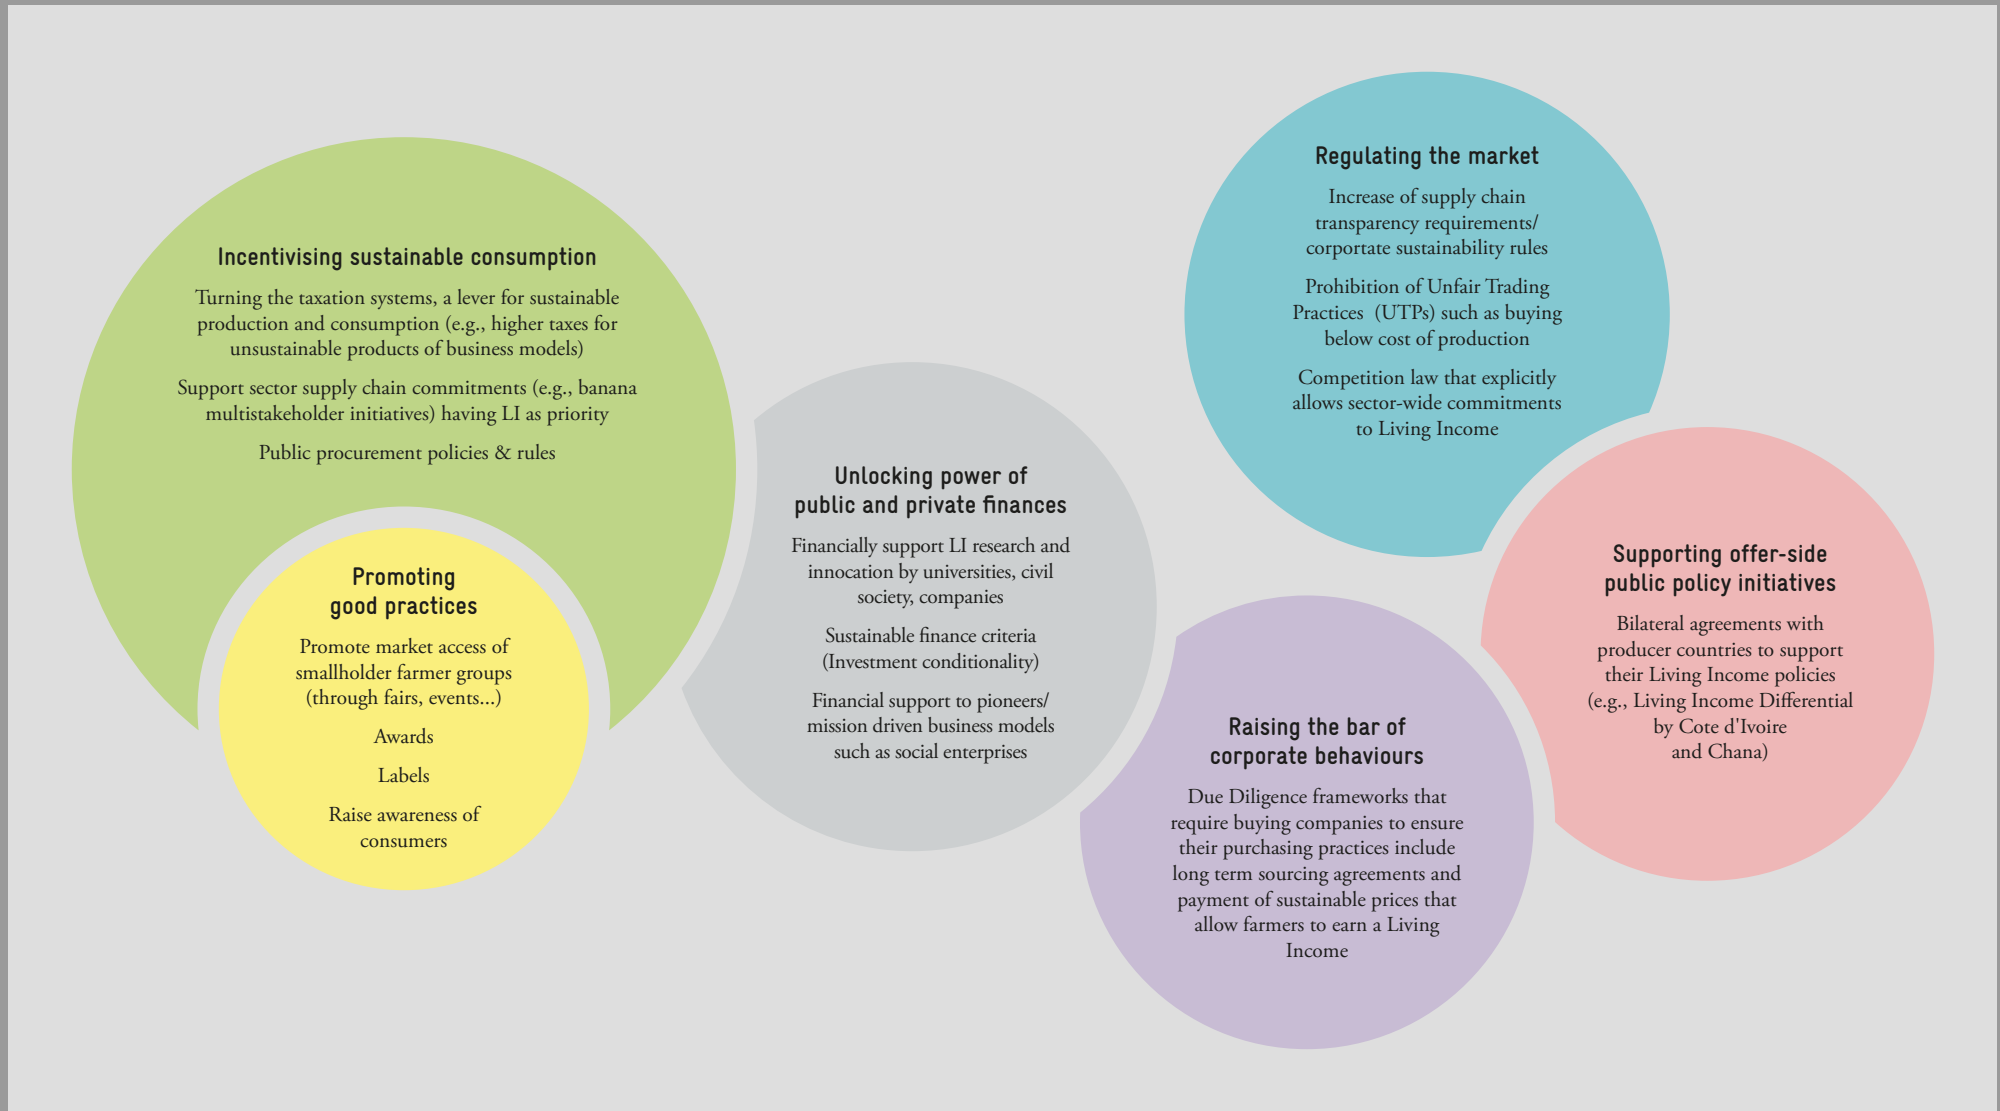 Incentivising sustainable consumption
Turning the taxation systems, a lever for sustainable
production and consumption (e.g., higher taxes for
unsustainable products of business models)
Support sector supply chain commitments (e.g., banana
multistakeholder initiatives) having LI as priority
Public procurement policies & rules
Promoting
good practices
Promote market access of
smallholder farmer groups
(through fairs, events...)
Awards
Labels
Raise awareness of
consumers
Unlocking power of
public and private finances
Financially support LI research and
innocation by universities, civil
society, companies
Sustainable finance criteria
(Investment conditionality)
Financial support to pioneers/
mission driven business models
such as social enterprises
Regulating the market
Increase of supply chain
transparency requirements/
corportate sustainability rules
Prohibition of Unfair Trading
Practices (UTPs) such as buying
below cost of production
Competition law that explicitly
allows sector-wide commitments
to Living Income
Raising the bar of
corporate behaviours
Due Diligence frameworks that
require buying companies to ensure
their purchasing practices include
long term sourcing agreements and
payment of sustainable prices that
allow farmers to earn a Living
Income
Supporting offer-side
public policy initiatives
Bilateral agreements with
producer countries to support
their Living Income policies
(e.g., Living Income Differential
by Cote d'Ivoire
and Chana)